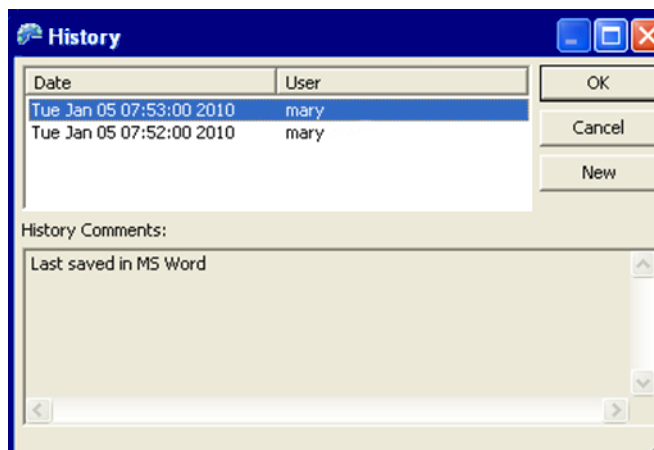 History
Date User
Tue Jan 05 07:53:00 2010 mary
Tue Jan 05 07:52:00 2010 mary
OK
Cancel
New
History Comments:
Last saved in MS Word